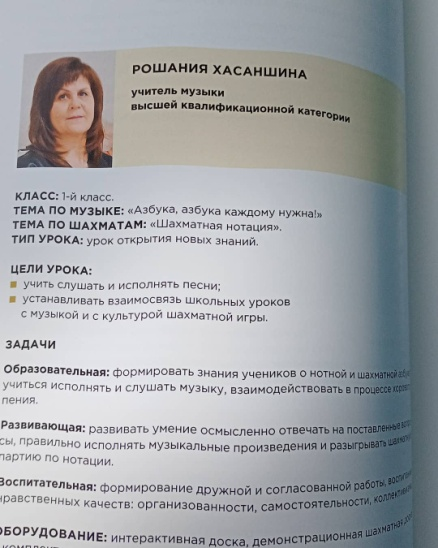 РОШАНИЯ ХАСАНШИНА
учитель музыки
высшей квалификационной категории
КЛАСС: 1-й класс.
ТЕМА ПО МУЗЫКЕ: «Азбука, азбука каждому нужна!»
ТЕМА ПО ШАХМАТАМ: «Шахматная нотация».
ТИП УРОКА: урок открытия новых знаний.
ЦЕЛИ УРОКА:
учить слушать и исполнять песни;
устанавливать взаимосвязь школьных уроков
с музыкой и с культурой шахматной игры.
ЗАДАЧИ
Образовательная: формировать знания учеников о нотной и шахматной
учиться исполнять и слушать музыку, взаимодействовать в процессе
пения.
Развивающая: развивать умение осмысленно отвечать на поставленные
сы, правильно исполнять музыкальные произведения и разыгрывать
партию по нотации.
Воспитательная: формирование дружной и согласованной работы,
нравственных качеств: организованности, самостоятельности,
ОБОРУДОВАНИЕ: интерактивная доска, демонстрационная шахматная